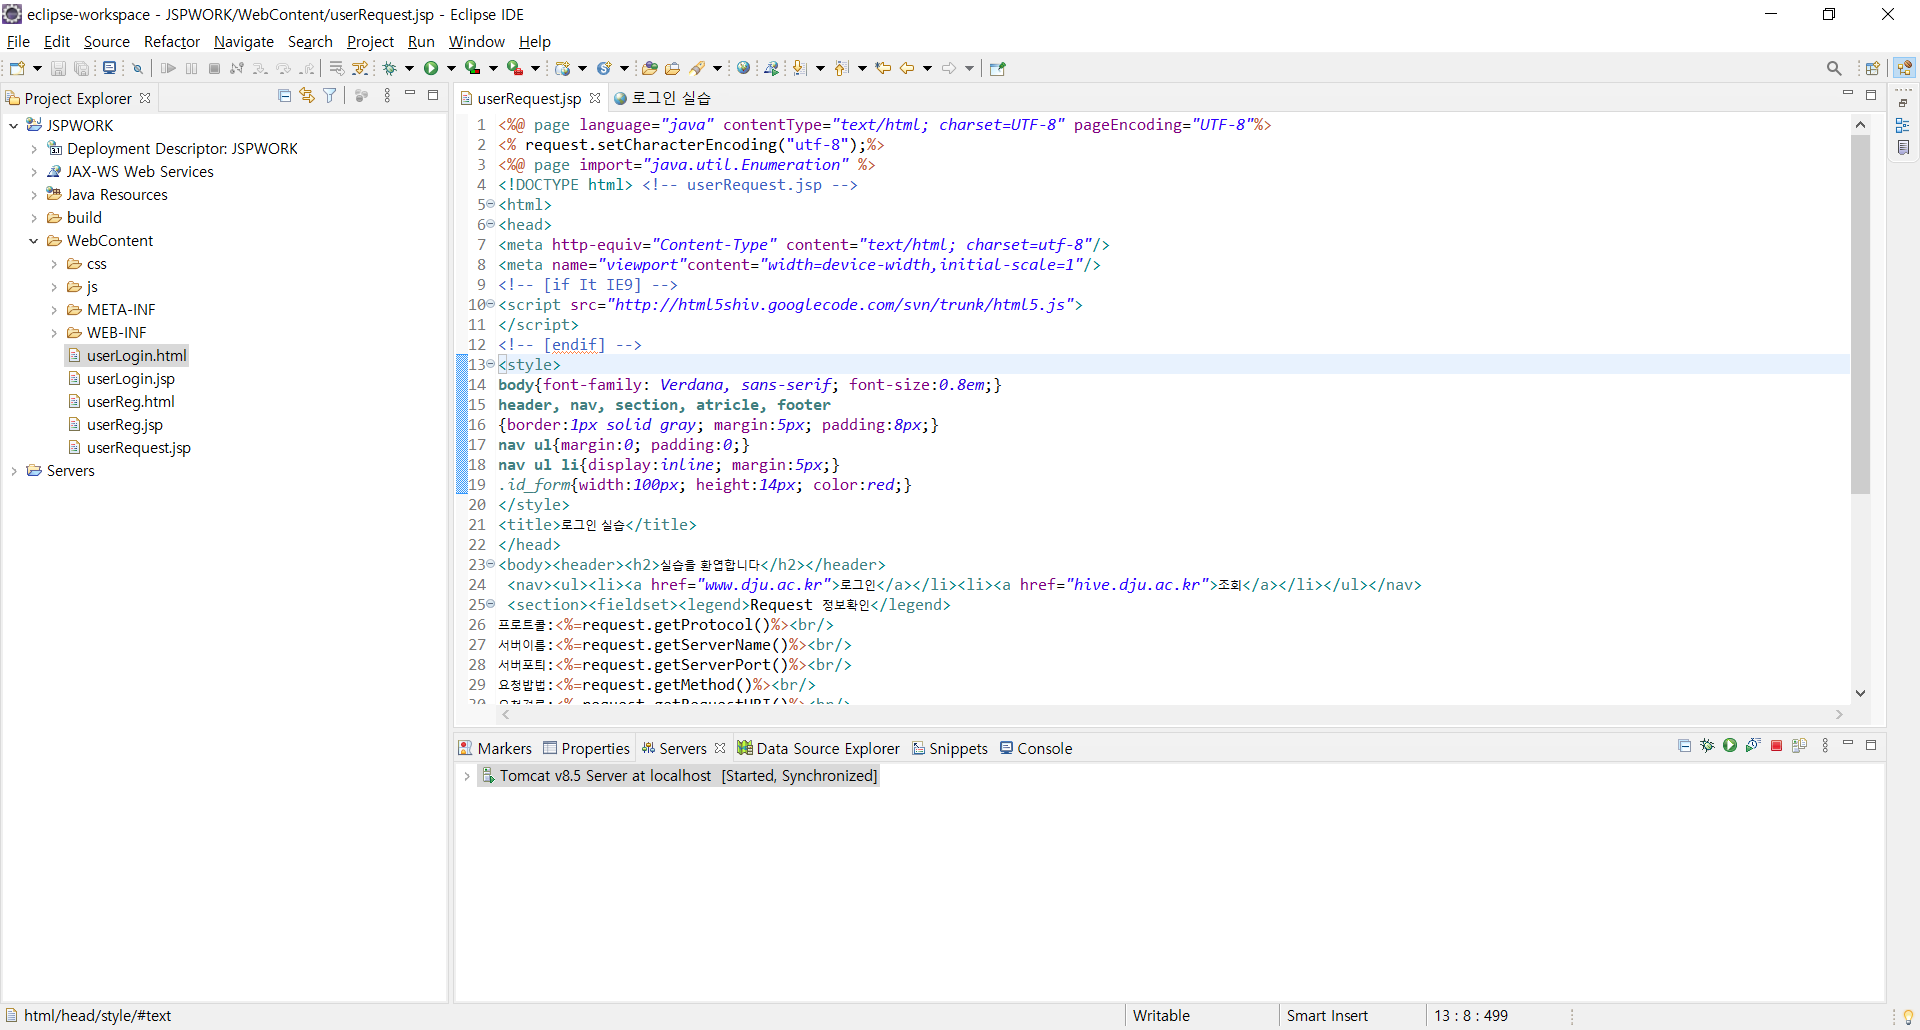 eclipse-workspace - JSPWORK/WebContent/userRequest.jsp - Eclipse IDE
File Edit Source Refactor Navigate Search Project Run Window Help
Project Explorer
JSPWORK
Deployment Descriptor: JSPWORK
JAX-WS Web Services
Java Resources
build
WebContent
css
js
META-INF
WEB-INF
userLogin.html
userLogin.jsp
userReg.html
userReg.jsp
userRequest.jsp
Servers
userRequest.jsp 로그인 실습
1 <%@ page language="java" contentType="text/html; charset=UTF-8" pageEncoding="UTF-8"%>
2 <% request.setCharacterEncoding("utf-8");%>
3 <%@ page import="java.util.Enumeration" %>
4 <!DOCTYPE html> <!-- userRequest.jsp -->
5 <html>
6 <head>
7 <meta http-equiv="Content-Type" content="text/html; charset=utf-8"/>
8 <meta name="viewport"content="width=device-width,initial-scale=1"/>
9 <!-- [if It IE9] -->
10 <script src="http://html5shiv.googlecode.com/svn/trunk/html5.js">
11 </script>
12 <!-- [endif] -->
13 <style>
14 body{font-family: Verdana, sans-serif; font-size:0.8em;}
15 header, nav, section, atricle, footer
16 {border:1px solid gray; margin:5px; padding:8px;}
17 nav ul{margin:0; padding:0;}
18 nav ul li{display:inline; margin:5px;}
19 .id_form{width:100px; height:14px; color:red;}
20 </style>
21 <title>로그인 실습</title>
22 </head>
23 <body><header><h2>실습을 환엽합니다</h2></header>
24 <nav><ul><li><a href="www.dju.ac.kr">로그인</a></li><li><a href="hive.dju.ac.kr">조회</a></li></ul></nav>
25 <section><fieldset><legend>Request 정보확인</legend>
26 프로트콜:<%=request.getProtocol()%><br/>
27 서버이름:<%=request.getServerName()%><br/>
28 서버포틔:<%=request.getServerPort()%><br/>
29 요청밥법:<%=request.getMethod()%><br/>
Markers Properties Servers Data Source Explorer Snippets Console
Tomcat v8.5 Server at localhost [Started, Synchronized]
html/head/style/#text Writable Smart Insert 13 : 8 : 499